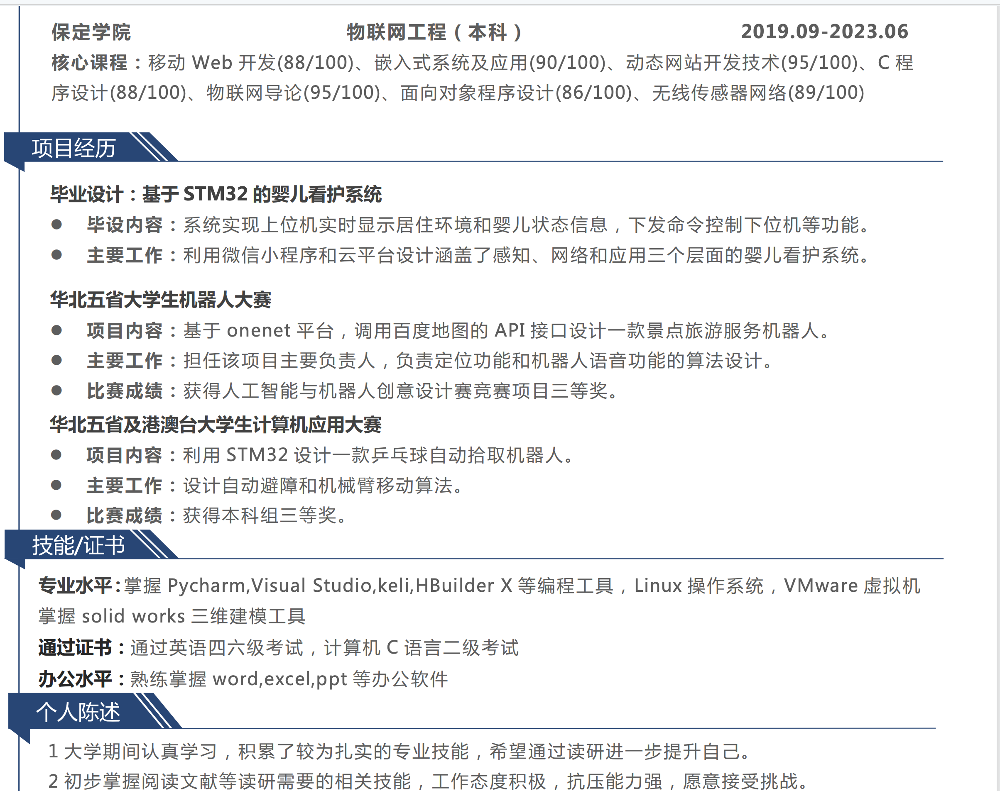 保定学院 物联网工程（本科） 2019.09-2023.06
核心课程：移动 Web 开发(88/100)、嵌入式系统及应用(90/100)、动态网站开发技术(95/100)、C 程
序设计(88/100)、物联网导论(95/100)、面向对象程序设计(86/100)、无线传感器网络(89/100)
项目经历
毕业设计：基于 STM32 的婴儿看护系统
● 毕设内容：系统实现上位机实时显示居住环境和婴儿状态信息，下发命令控制下位机等功能。
● 主要工作：利用微信小程序和云平台设计涵盖了感知、网络和应用三个层面的婴儿看护系统。
华北五省大学生机器人大赛
● 项目内容：基于 onenet 平台，调用百度地图的 API 接口设计一款景点旅游服务机器人。
● 主要工作：担任该项目主要负责人，负责定位功能和机器人语音功能的算法设计。
● 比赛成绩：获得人工智能与机器人创意设计赛竞赛项目三等奖。
华北五省及港澳台大学生计算机应用大赛
● 项目内容：利用 STM32 设计一款乒乓球自动拾取机器人。
● 主要工作：设计自动避障和机械臂移动算法。
● 比赛成绩：获得本科组三等奖。
技能/证书
专业水平：掌握 Pycharm,Visual Studio,keli,HBuilder X 等编程工具，Linux 操作系统，VMware 虚拟机
掌握 solid works 三维建模工具
通过证书：通过英语四六级考试，计算机 C 语言二级考试
办公水平：熟练掌握 word,excel,ppt 等办公软件
个人陈述
1 大学期间认真学习，积累了较为扎实的专业技能，希望通过读研进一步提升自己。
2 初步掌握阅读文献等读研需要的相关技能，工作态度积极，抗压能力强，愿意接受挑战。